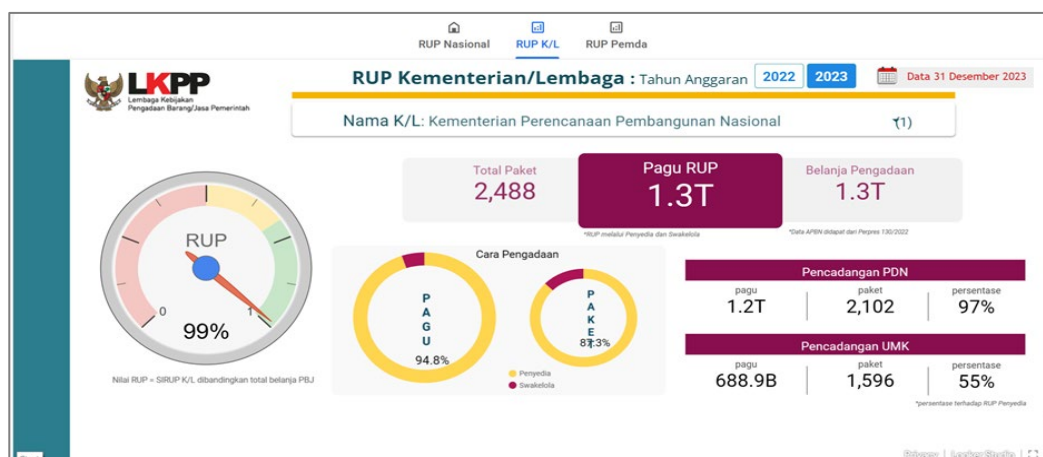 RUP Nasional
RUP K/L
RUP Pemda
LKPP
Lembaga Kebijakan
Pengadaan Barang/Jasa Pemerintah
RUP Kementerian/Lembaga : Tahun Anggaran 2022 2023 Data 31 Desember 2023
Nama K/L: Kementerian Perencanaan Pembangunan Nasional (1)
Total Paket
2,488
Pagu RUP
1.3T
Belanja Pengadaan
1.3T
*RUP melalui Penyedia dan Swakelola
*Data APBN didapat dari Perpres 130/2022
RUP
0
1
99%
Nilai RUP = SIRUP K/L dibandingkan total belanja PBJ
Cara Pengadaan
PAGU
94.8%
PAKET
87.3%
Penyedia
Swakelola
Pencadangan PDN
pagu paket persentase
1.2T 2,102 97%
Pencadangan UMK
pagu paket persentase
688.9B 1,596 55%
*persentase terhadap RUP Penyedia
Privacy | Looker Studio |